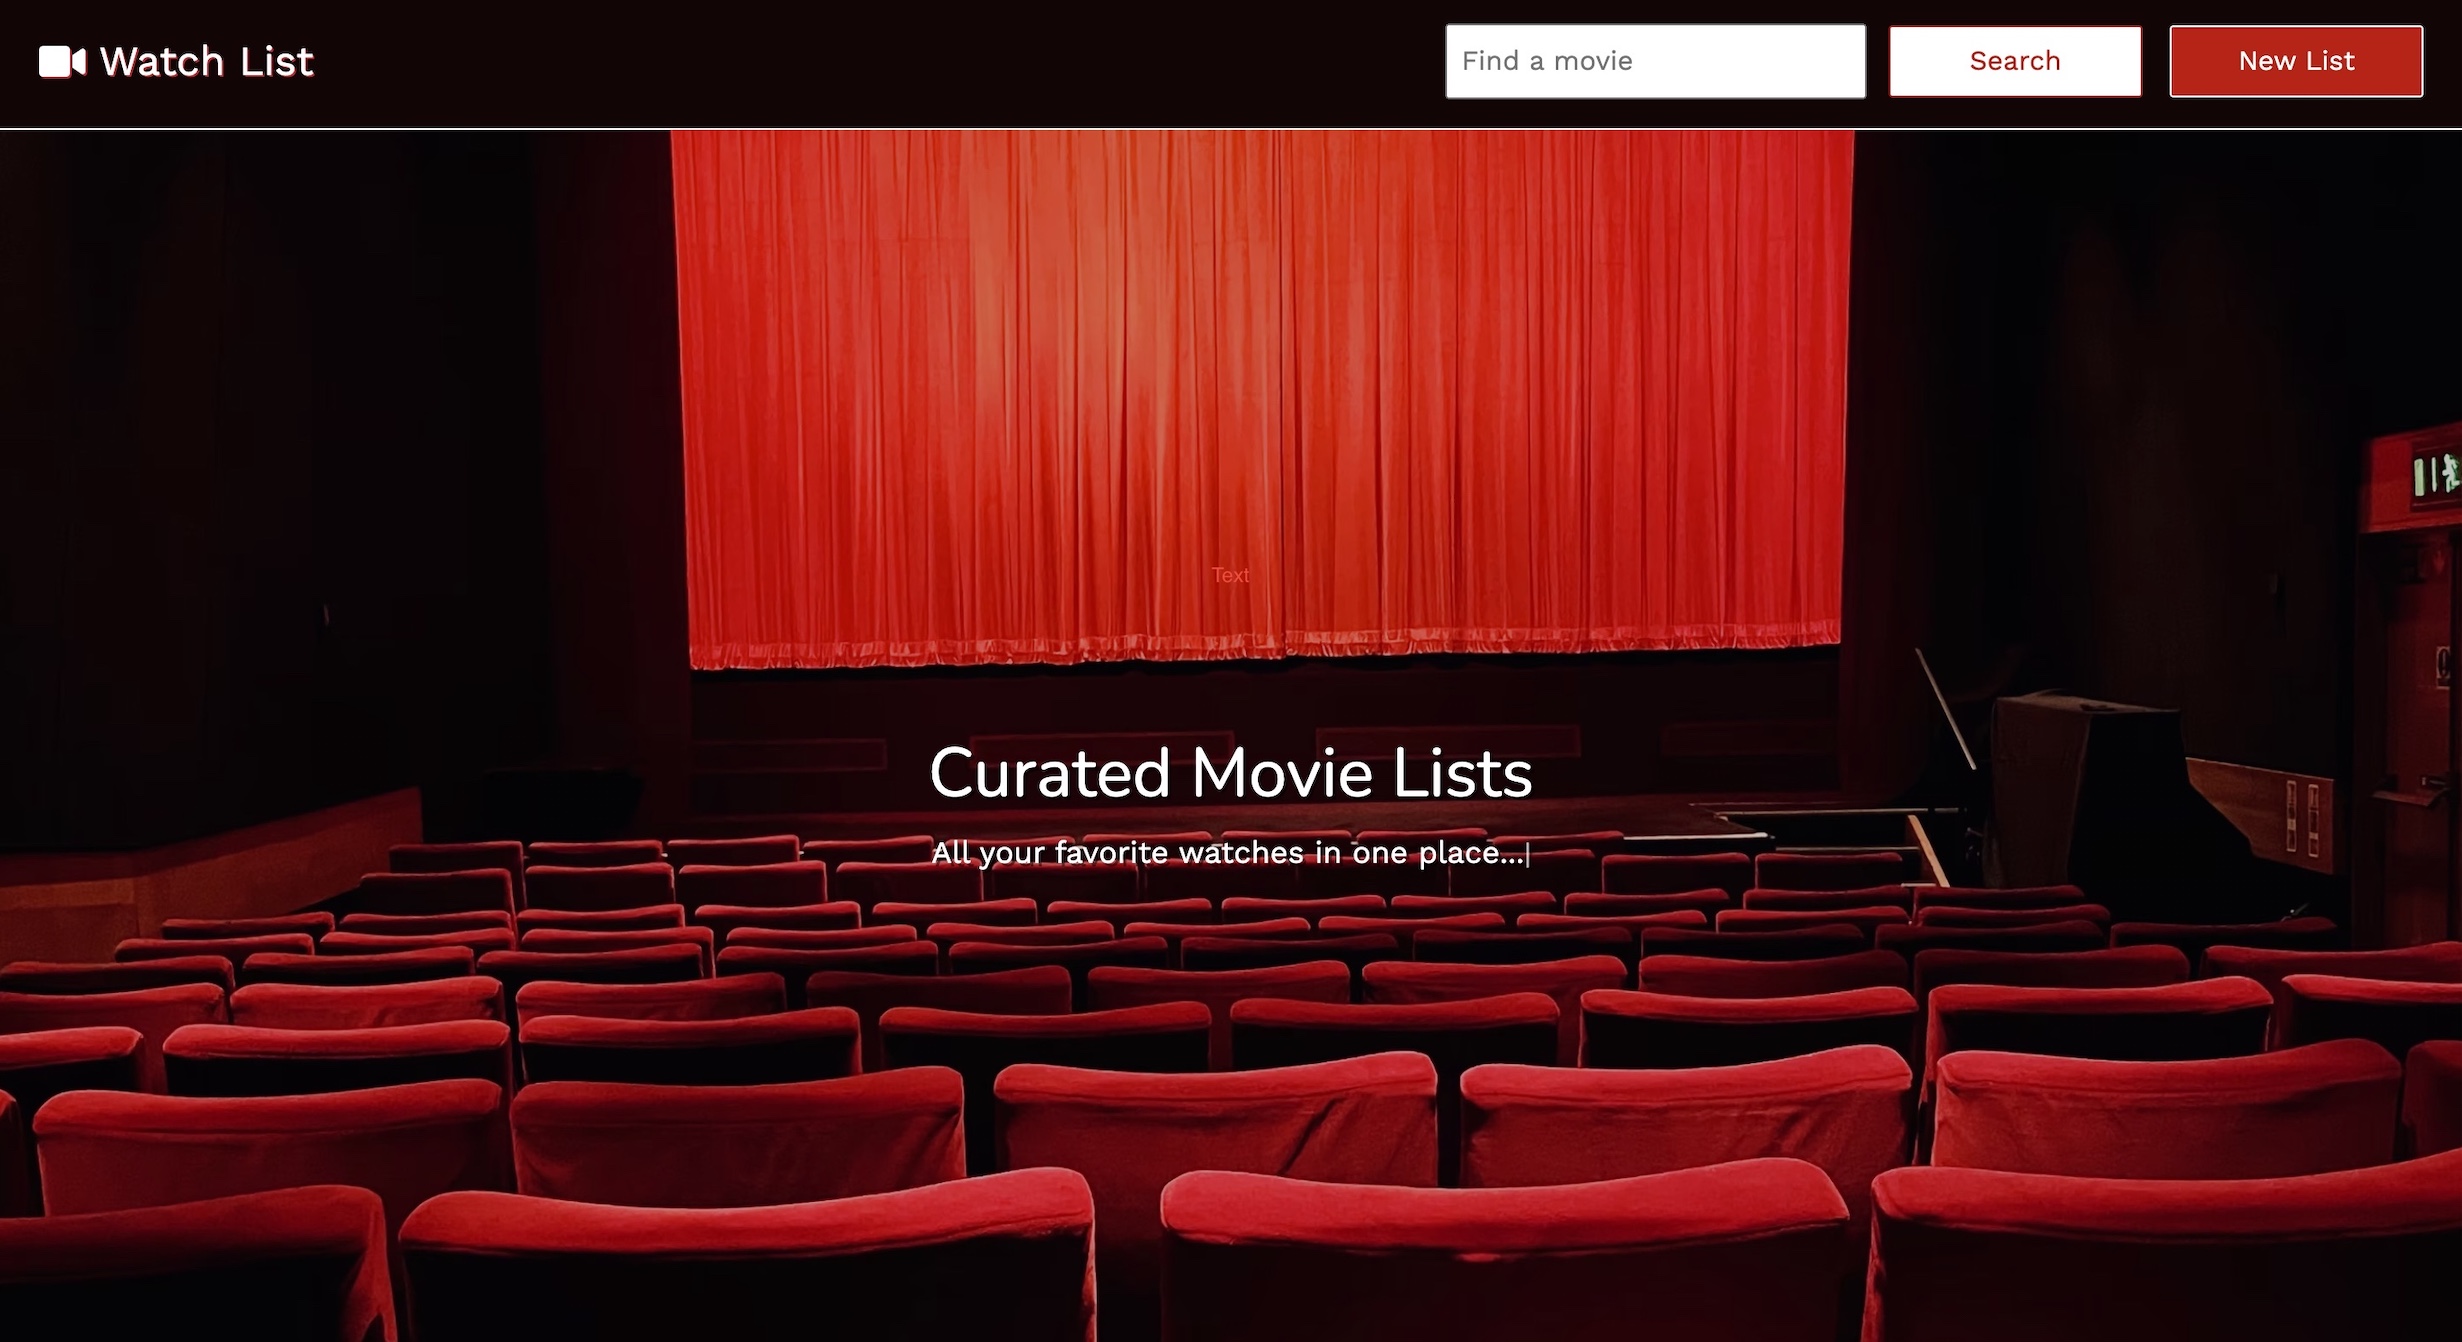 Watch List
Find a movie
Search
New List
Text
Curated Movie Lists
All your favorite watches in one place...|